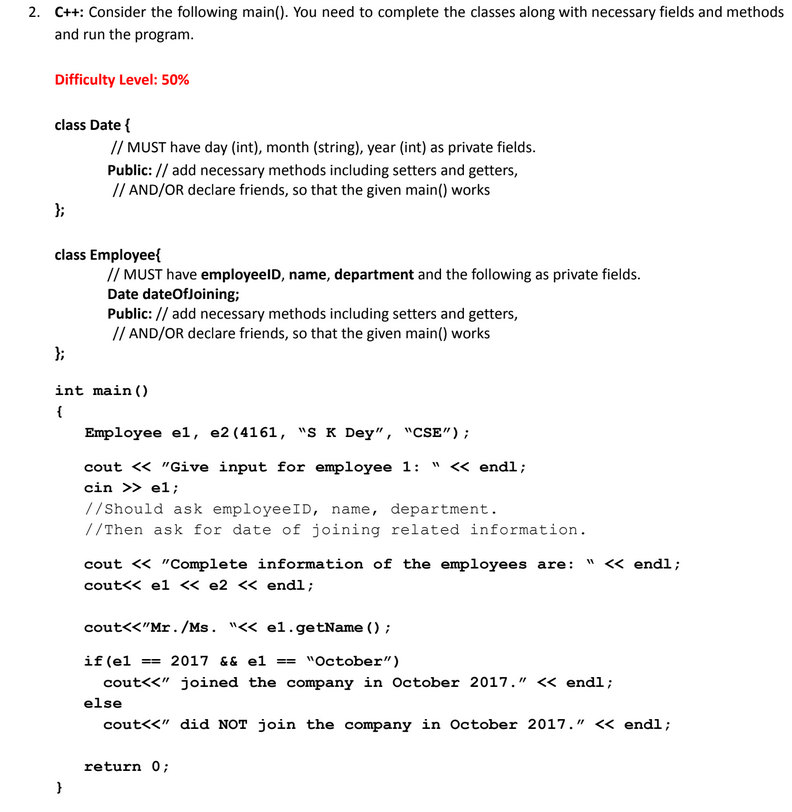 2. C++: Consider the following main(). You need to complete the classes along with necessary fields and methods
and run the program.
Difficulty Level: 50%
class Date {
// MUST have day (int), month (string), year (int) as private fields.
Public: // add necessary methods including setters and getters,
// AND/OR declare friends, so that the given main() works
};
class Employee{
// MUST have employeeID, name, department and the following as private fields.
Date dateOfJoining;
Public: // add necessary methods including setters and getters,
// AND/OR declare friends, so that the given main() works
};
int main()
{
Employee e1, e2(4161, “S K Dey”, “CSE”);
cout << ”Give input for employee 1: “ << endl;
cin >> e1;
//Should ask employeeID, name, department.
//Then ask for date of joining related information.
cout << ”Complete information of the employees are: “ << endl;
cout<< e1 << e2 << endl;
cout<<”Mr./Ms. “<< e1.getName();
if(e1 == 2017 && e1 == “October”)
cout<<” joined the company in October 2017.” << endl;
else
cout<<” did NOT join the company in October 2017.” << endl;
return 0;
}